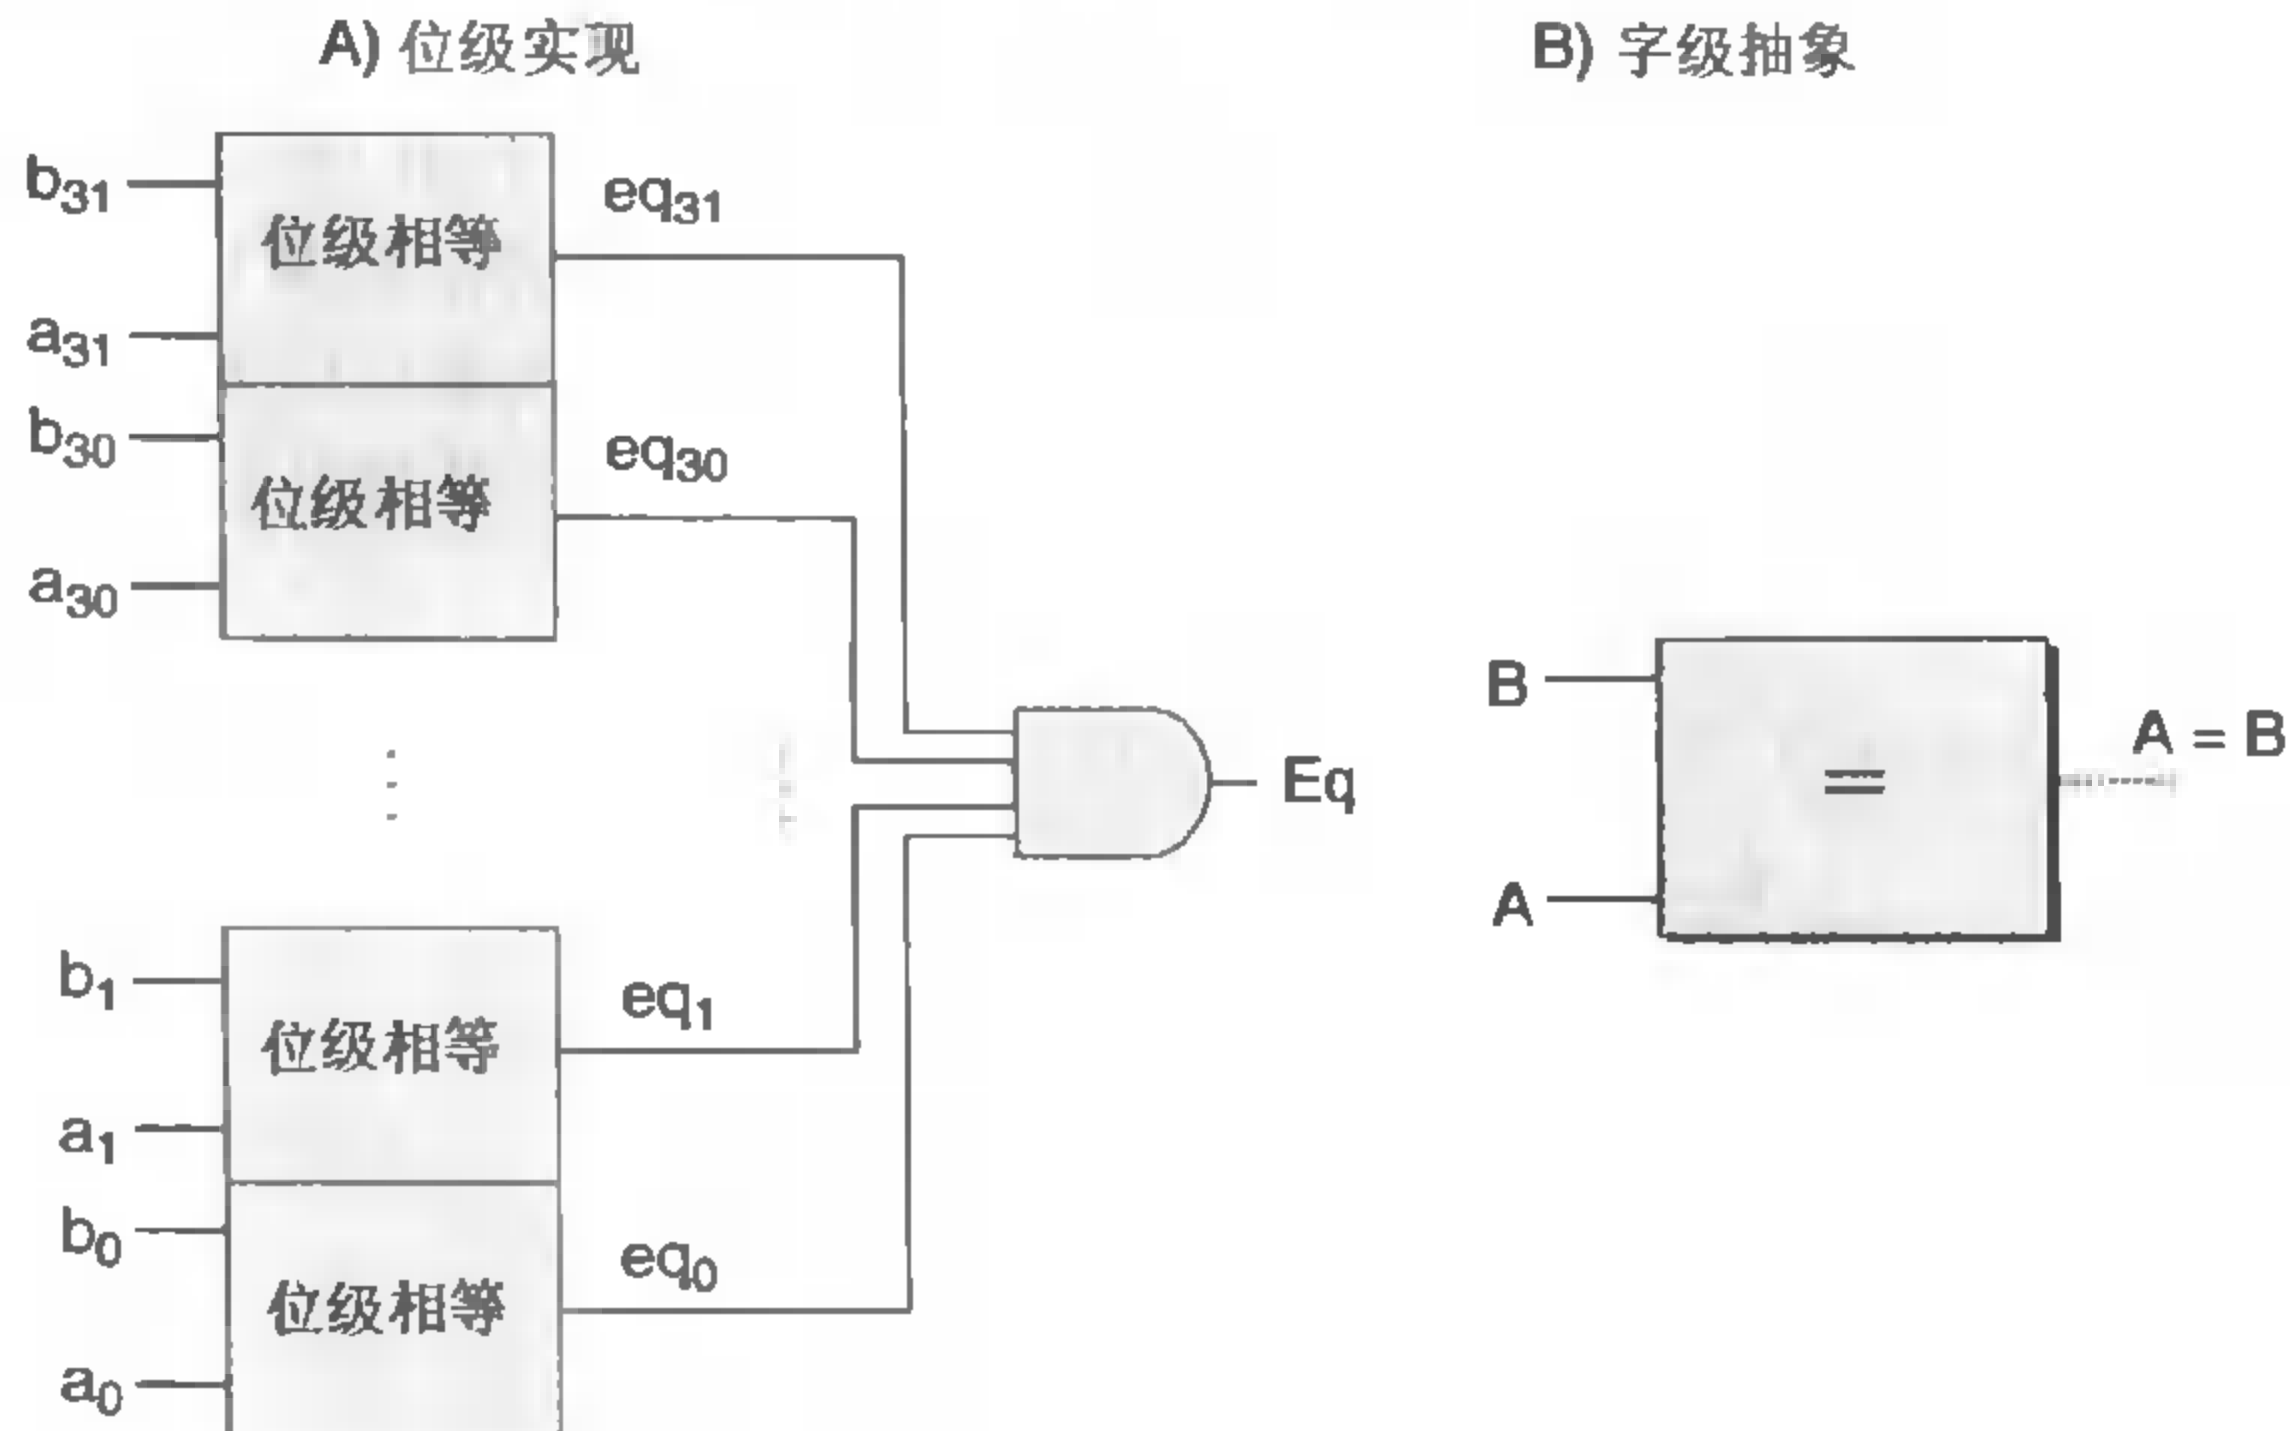 A) 位级实现
b31
位级相等
eq31
a31
b30
位级相等
eq30
a30
⋮
Eq
b1
位级相等
eq1
a1
b0
位级相等
eq0
a0
B) 字级抽象
B
=
A = B
A